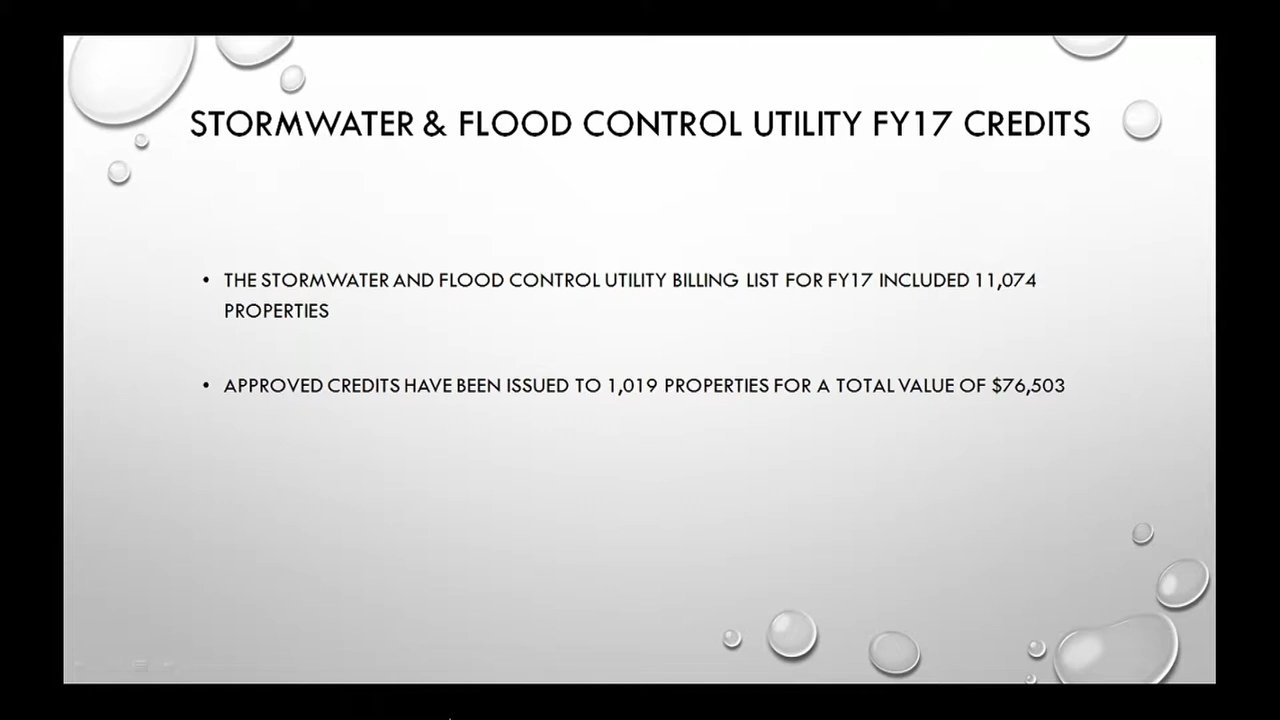 STORMWATER & FLOOD CONTROL UTILITY FY17 CREDITS
• THE STORMWATER AND FLOOD CONTROL UTILITY BILLING LIST FOR FY17 INCLUDED 11,074
PROPERTIES
• APPROVED CREDITS HAVE BEEN ISSUED TO 1,019 PROPERTIES FOR A TOTAL VALUE OF $76,503